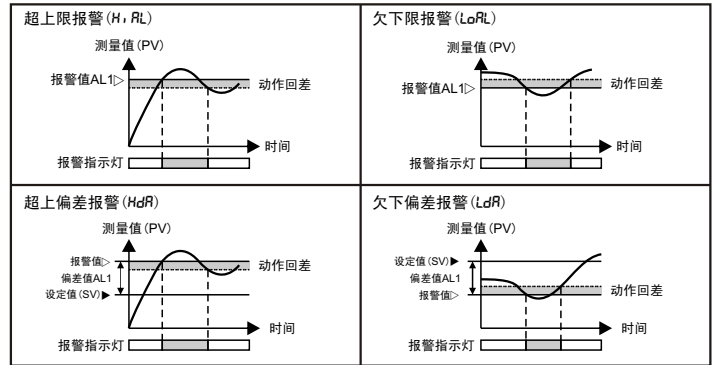 超上限报警(HiAL)
测量值(PV)
报警值AL1▷
动作回差
时间
报警指示灯
欠下限报警(LoAL)
测量值(PV)
报警值AL1▷
动作回差
时间
报警指示灯
超上偏差报警(HdA)
测量值(PV)
报警值▷
偏差值AL1
设定值(SV)▶
动作回差
时间
报警指示灯
欠下偏差报警(LdA)
测量值(PV)
设定值(SV)▶
偏差值AL1
报警值▷
动作回差
时间
报警指示灯